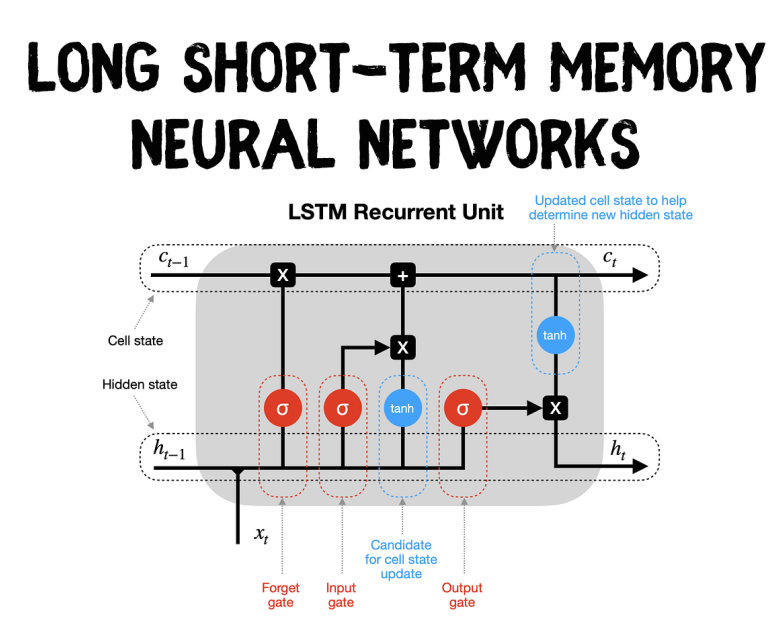 LONG SHORT-TERM MEMORY
NEURAL NETWORKS
Updated cell state to help
determine new hidden state
LSTM Recurrent Unit
c_{t−1}
c_t
X
+
Cell state
tanh
X
Hidden state
σ
σ
tanh
σ
X
h_{t−1}
h_t
x_t
Candidate
for cell state
update
Forget
gate
Input
gate
Output
gate